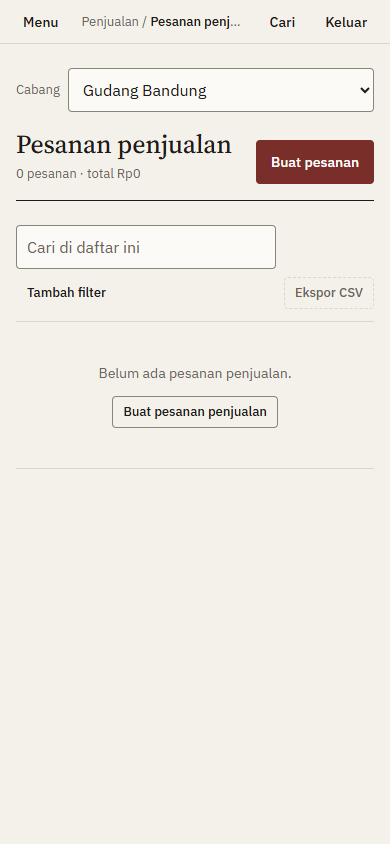 Menu Penjualan / Pesanan penj... Cari Keluar
Cabang Gudang Bandung
Pesanan penjualan
0 pesanan · total Rp0
Buat pesanan
Cari di daftar ini
Tambah filter Ekspor CSV
Belum ada pesanan penjualan.
Buat pesanan penjualan